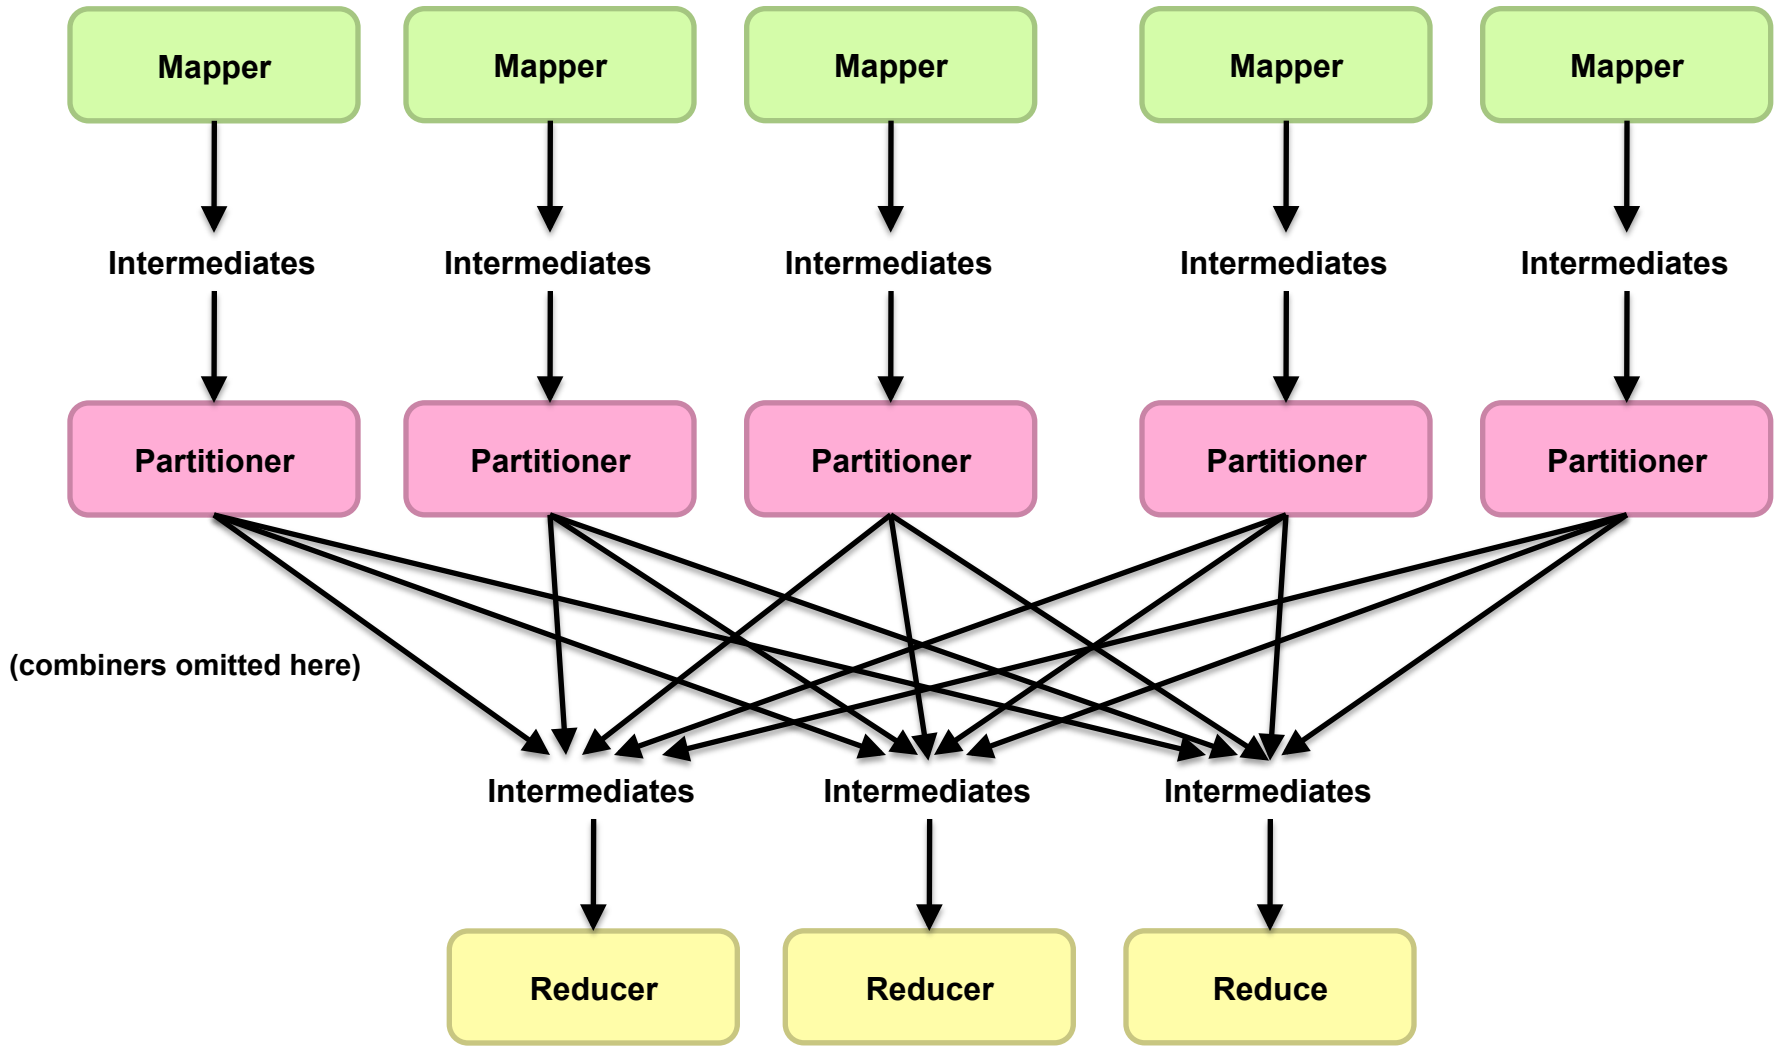 Mapper
Mapper
Mapper
Mapper
Mapper
Intermediates
Intermediates
Intermediates
Intermediates
Intermediates
Partitioner
Partitioner
Partitioner
Partitioner
Partitioner
(combiners omitted here)
Intermediates
Intermediates
Intermediates
Reducer
Reducer
Reduce